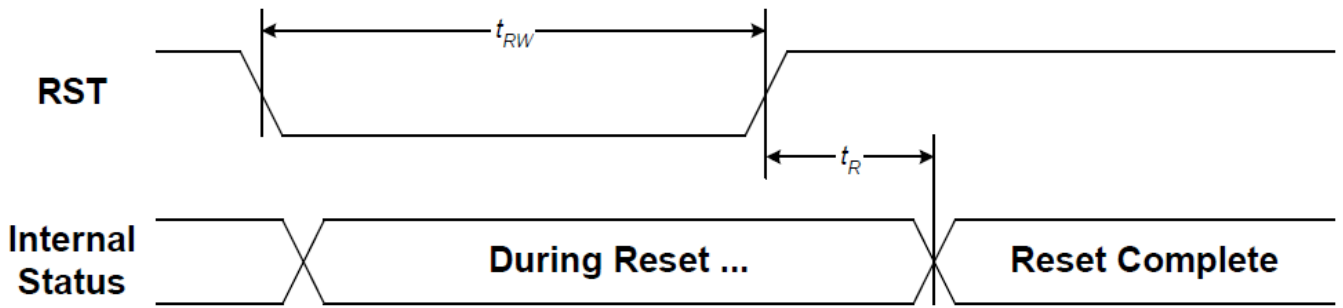 t_RW
RST
t_R
Internal
Status
During Reset ...
Reset Complete